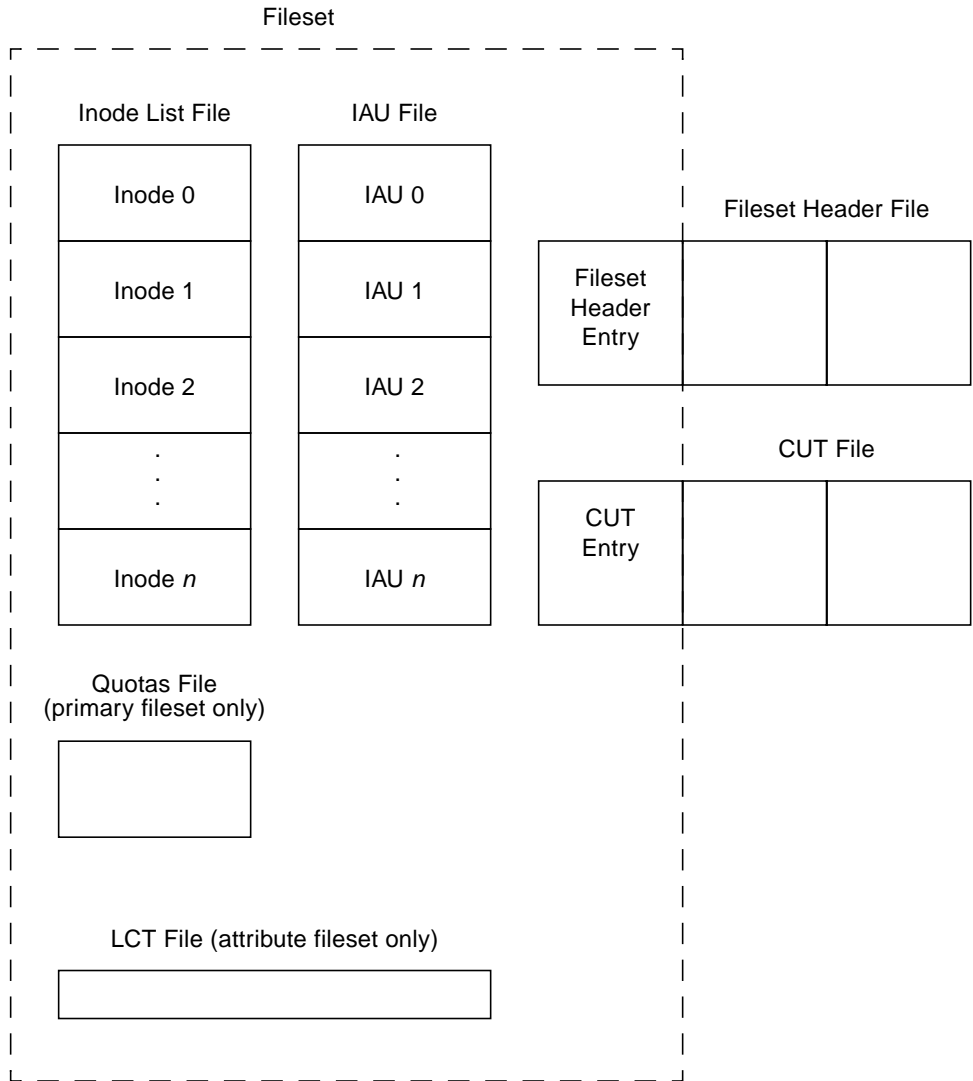 Fileset
Inode List File
IAU File
Inode 0
IAU 0
Fileset Header File
Inode 1
IAU 1
Fileset
Header
Entry
Inode 2
IAU 2
CUT File
.
.
.
.
.
.
CUT
Entry
Inode n
IAU n
Quotas File
(primary fileset only)
LCT File (attribute fileset only)